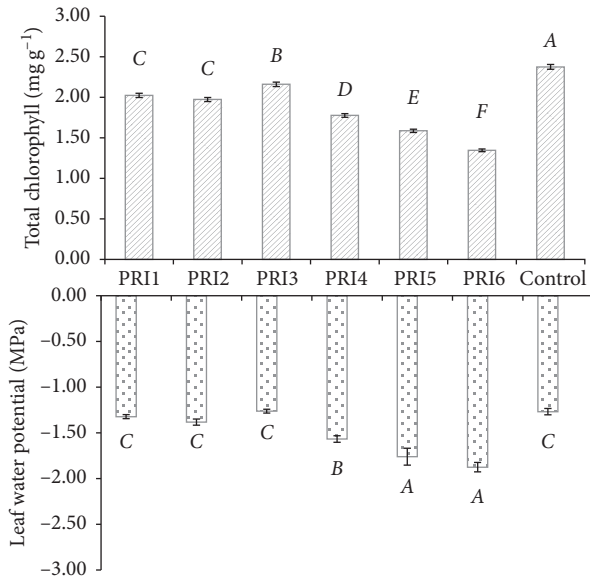 Total chlorophyll (mg g⁻¹)
3.00
2.50
2.00
1.50
1.00
0.50
0.00
C
C
B
D
E
F
A
PRI1 PRI2 PRI3 PRI4 PRI5 PRI6 Control
Leaf water potential (MPa)
0.00
−0.50
−1.00
−1.50
−2.00
−2.50
−3.00
C
C
C
B
A
A
C